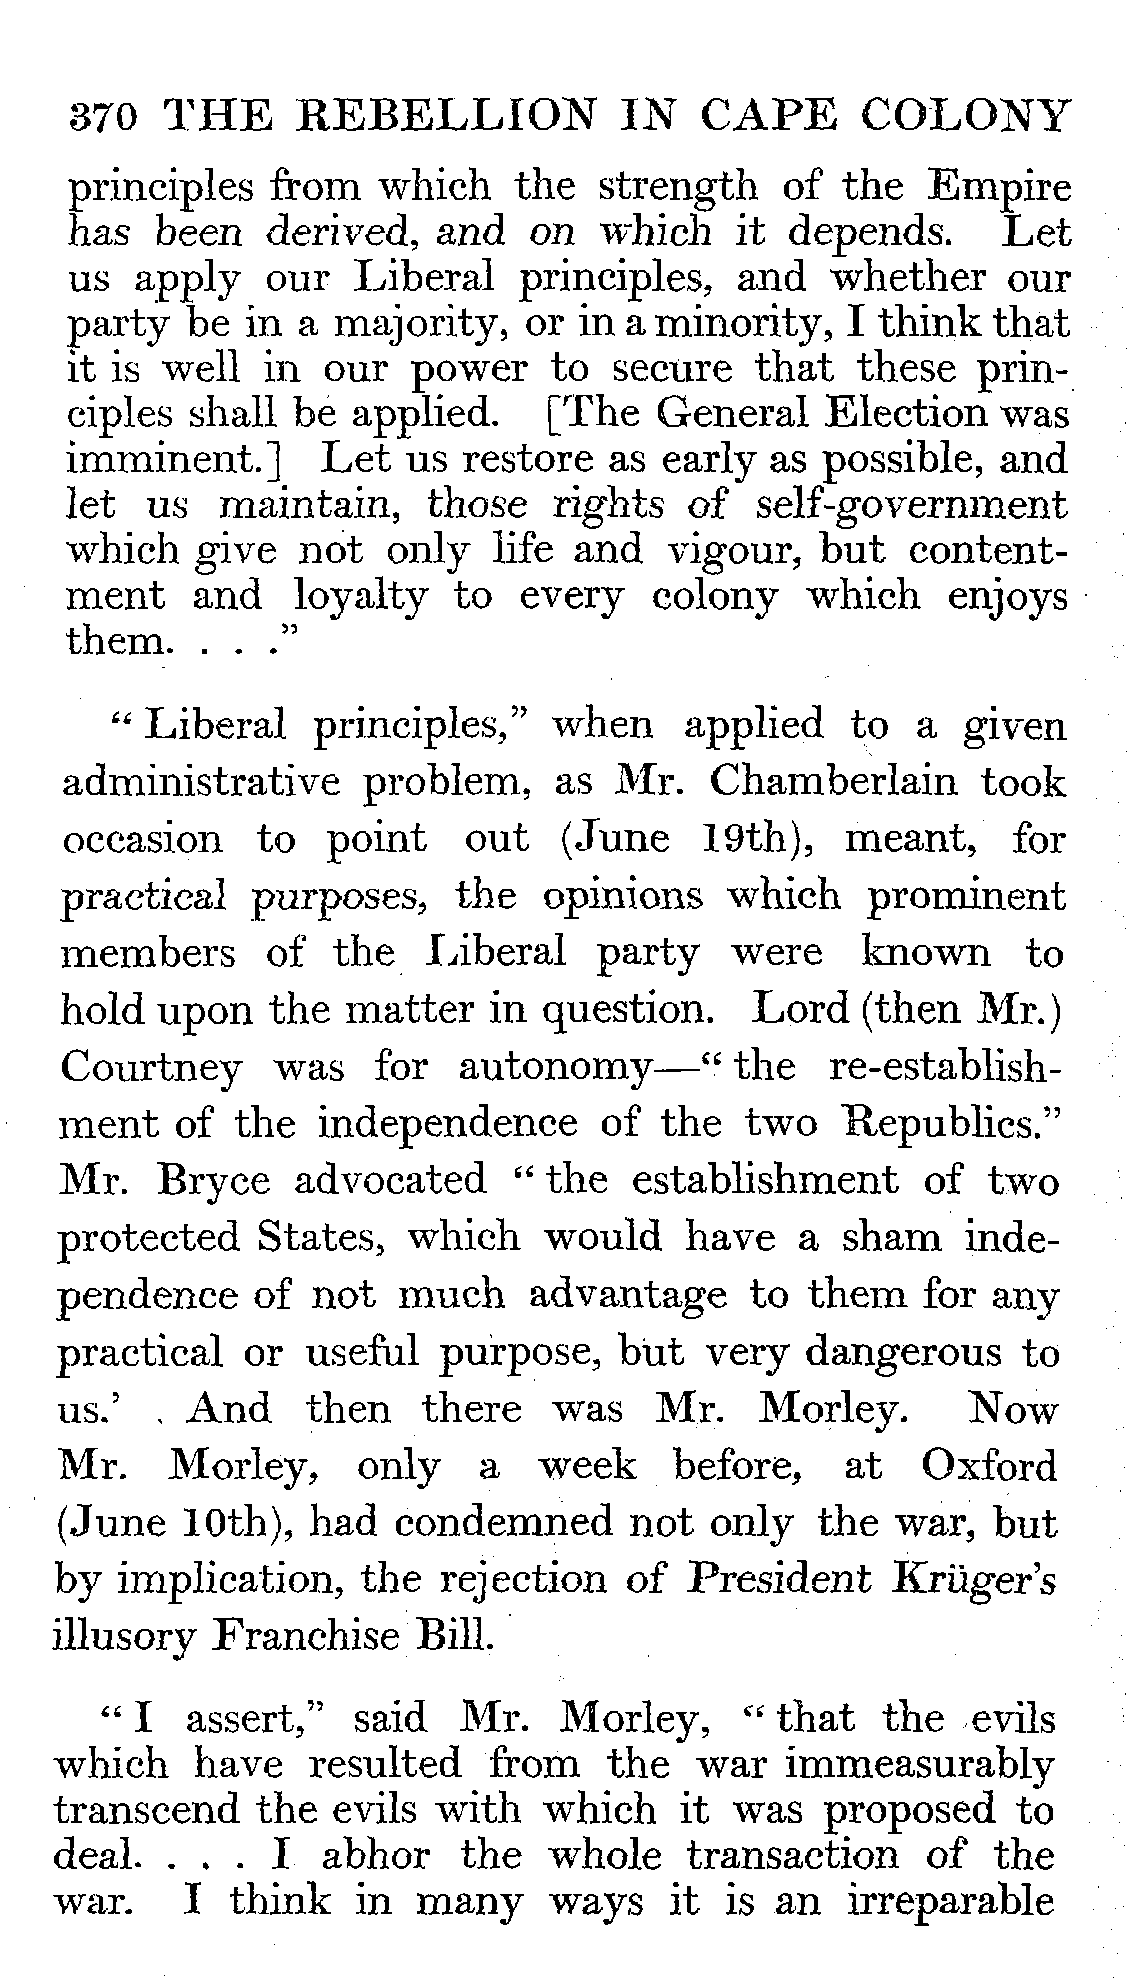 370 THE REBELLION IN CAPE COLONY
principles from which the strength of the Empire
has been derived, and on which it depends. Let
us apply our Liberal principles, and whether our
party be in a majority, or in a minority, I think that
it is well in our power to secure that these prin-
ciples shall be applied. [The General Election was
imminent.] Let us restore as early as possible, and
let us maintain, those rights of self-government
which give not only life and vigour, but content-
ment and loyalty to every colony which enjoys
them. . . ."
"Liberal principles," when applied to a given
administrative problem, as Mr. Chamberlain took
occasion to point out (June 19th), meant, for
practical purposes, the opinions which prominent
members of the Liberal party were known to
hold upon the matter in question. Lord (then Mr.)
Courtney was for autonomy—"the re-establish-
ment of the independence of the two Republics."
Mr. Bryce advocated "the establishment of two
protected States, which would have a sham inde-
pendence of not much advantage to them for any
practical or useful purpose, but very dangerous to
us.' And then there was Mr. Morley. Now
Mr. Morley, only a week before, at Oxford
(June 10th), had condemned not only the war, but
by implication, the rejection of President Krüger's
illusory Franchise Bill.
"I assert," said Mr. Morley, "that the evils
which have resulted from the war immeasurably
transcend the evils with which it was proposed to
deal. . . . I abhor the whole transaction of the
war. I think in many ways it is an irreparable